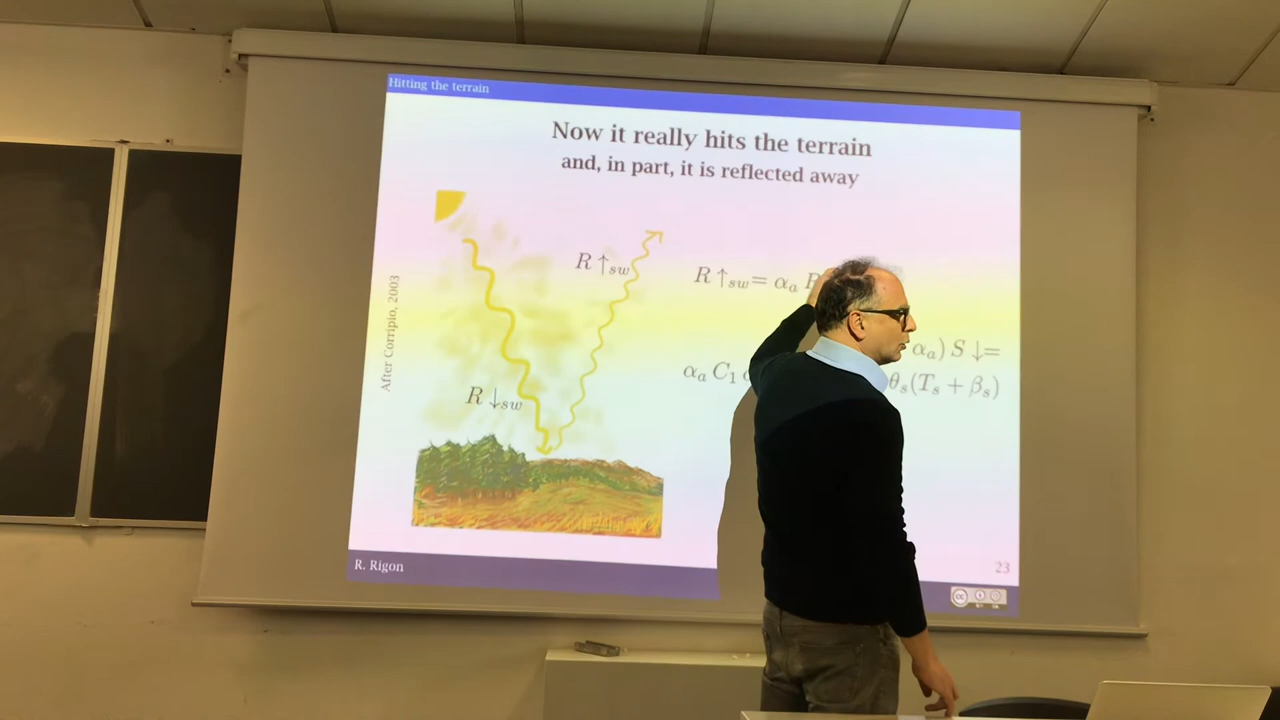 Hitting the terrain
Now it really hits the terrain
and, in part, it is reflected away
R ↑sw
R ↑sw = αa R
After Corripio, 2003
αa) S ↓=
αa C1
θs(Ts + βs)
R ↓sw
R. Rigon
23
cc